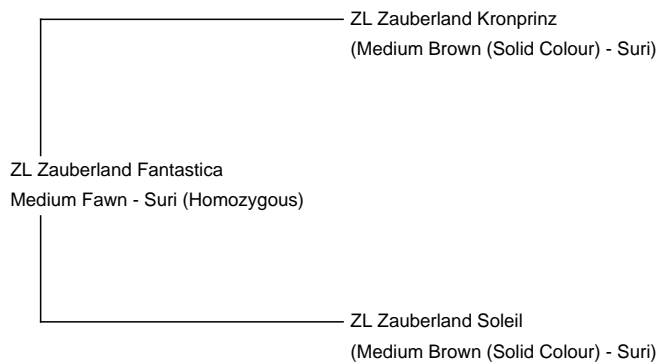 ZL Zauberland Kronprinz
(Medium Brown (Solid Colour) - Suri)
ZL Zauberland Fantastica
Medium Fawn - Suri (Homozygous)
ZL Zauberland Soleil
(Medium Brown (Solid Colour) - Suri)